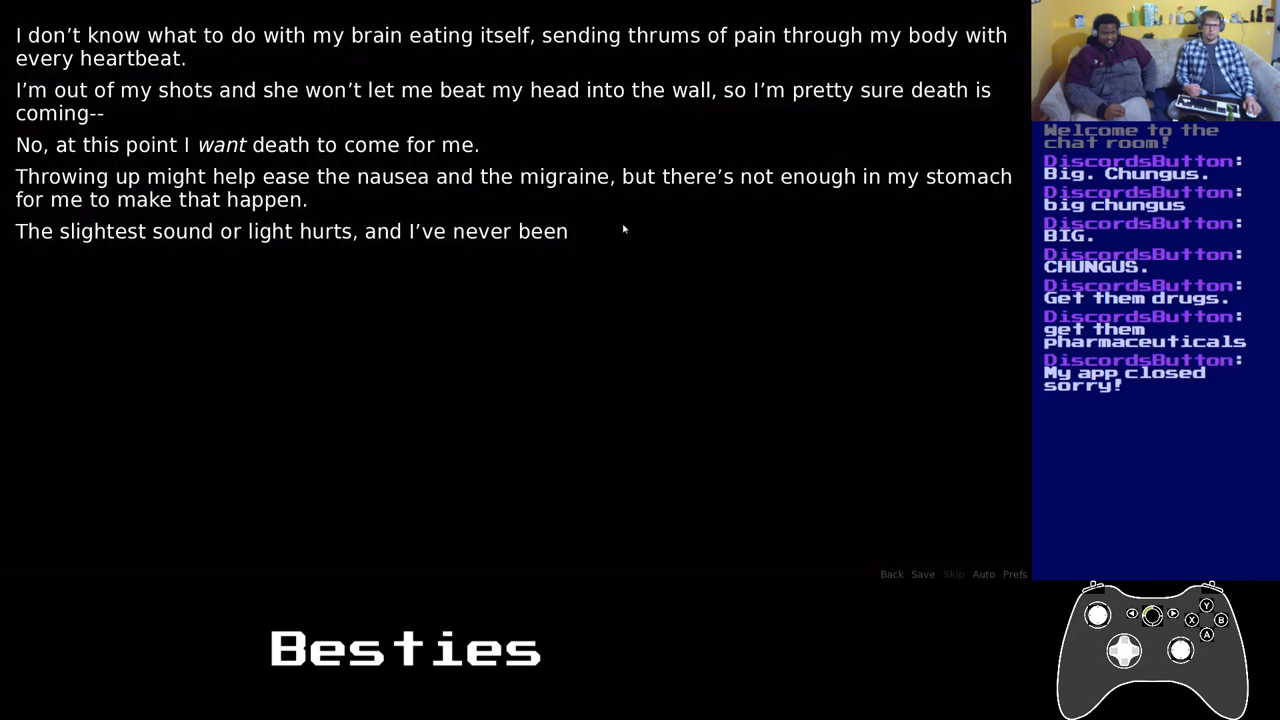 I don’t know what to do with my brain eating itself, sending thrums of pain through my body with
every heartbeat.
I’m out of my shots and she won’t let me beat my head into the wall, so I’m pretty sure death is
coming--
No, at this point I want death to come for me.
Throwing up might help ease the nausea and the migraine, but there’s not enough in my stomach
for me to make that happen.
The slightest sound or light hurts, and I’ve never been
Back Save Skip Auto Prefs
Welcome to the
chat room!
DiscordsButton:
Big. Chungus.
DiscordsButton:
big chungus
DiscordsButton:
BIG.
DiscordsButton:
CHUNGUS.
DiscordsButton:
Get them drugs.
DiscordsButton:
get them
pharmaceuticals
DiscordsButton:
My app closed
sorry!
Besties
Y
X B
A